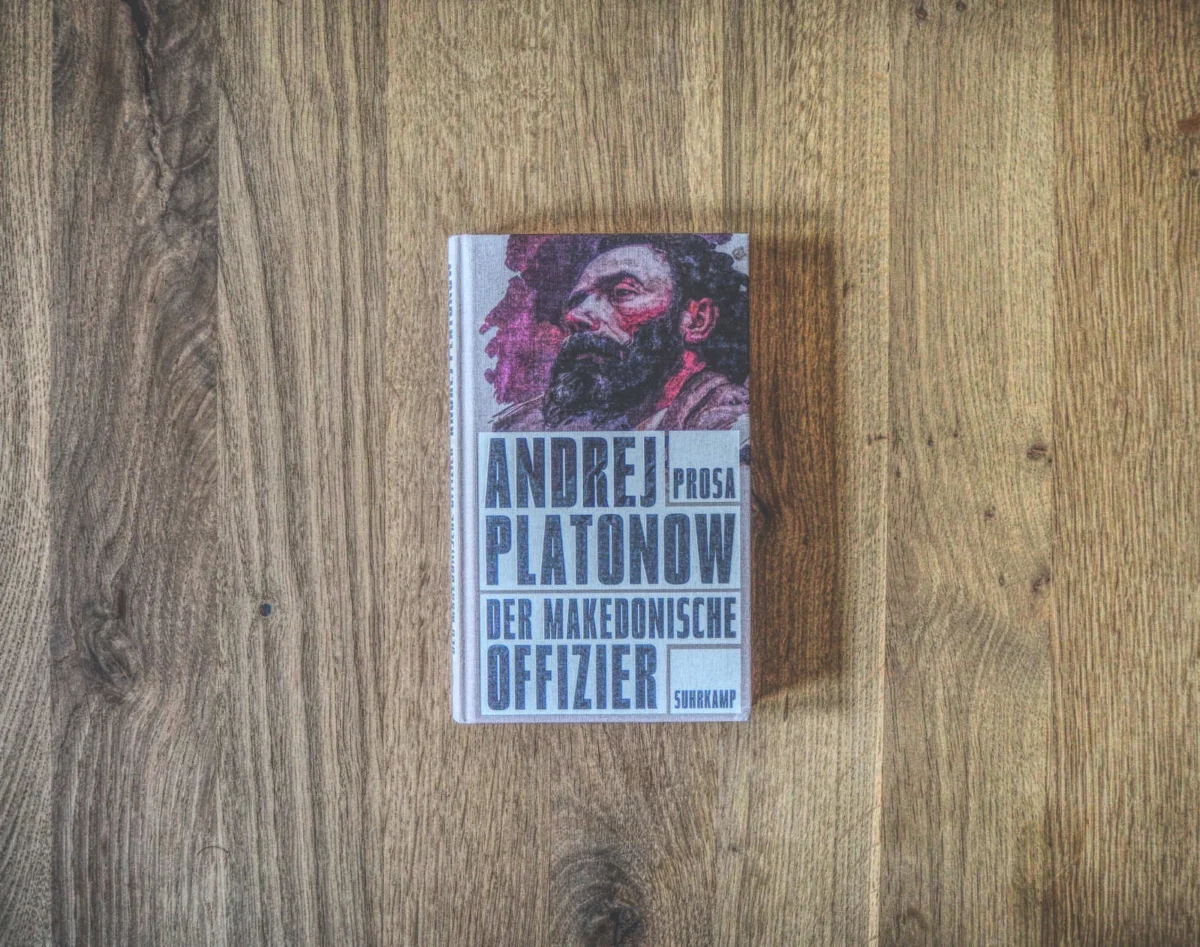 ANDREJ
PROSA
PLATONOW
DER MAKEDONISCHE
OFFIZIER
SUHRKAMP